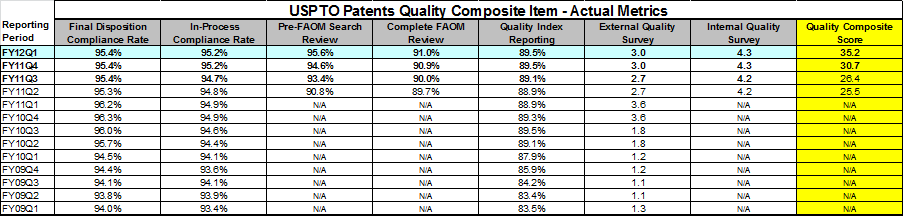 USPTO Patents Quality Composite Item - Actual Metrics
Reporting Period Final Disposition Compliance Rate In-Process Compliance Rate Pre-FAOM Search Review Complete FAOM Review Quality Index Reporting External Quality Survey Internal Quality Survey Quality Composite Score
FY12Q1 95.4% 95.2% 95.6% 91.0% 89.5% 3.0 4.3 35.2
FY11Q4 95.4% 95.2% 94.6% 90.9% 89.5% 3.0 4.3 30.7
FY11Q3 95.4% 94.7% 93.4% 90.0% 89.1% 2.7 4.2 26.4
FY11Q2 95.3% 94.8% 90.8% 89.7% 88.9% 2.7 4.2 25.5
FY11Q1 96.2% 94.9% N/A N/A 88.9% 3.6 N/A N/A
FY10Q4 96.3% 94.9% N/A N/A 89.3% 3.6 N/A N/A
FY10Q3 96.0% 94.6% N/A N/A 89.5% 1.8 N/A N/A
FY10Q2 95.7% 94.4% N/A N/A 89.1% 1.8 N/A N/A
FY10Q1 94.5% 94.1% N/A N/A 87.9% 1.2 N/A N/A
FY09Q4 94.4% 93.6% N/A N/A 85.9% 1.2 N/A N/A
FY09Q3 94.1% 94.1% N/A N/A 84.2% 1.1 N/A N/A
FY09Q2 93.8% 93.9% N/A N/A 83.4% 1.1 N/A N/A
FY09Q1 94.0% 93.4% N/A N/A 83.5% 1.3 N/A N/A